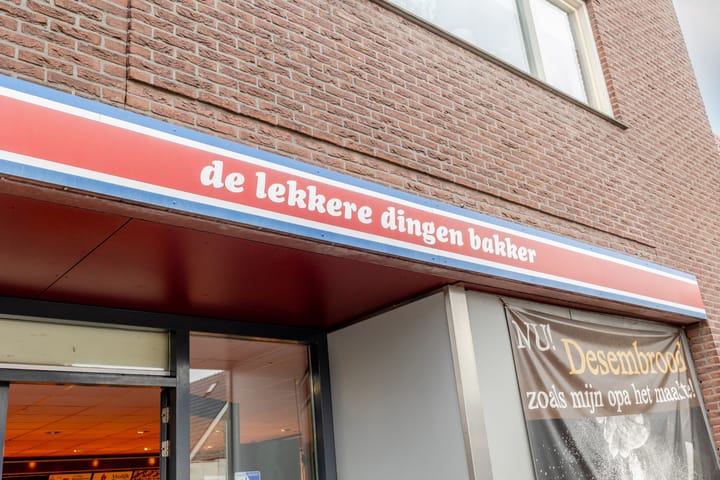 de lekkere dingen bakker
NU!
Desembrood
zoals mijn opa het maakte!